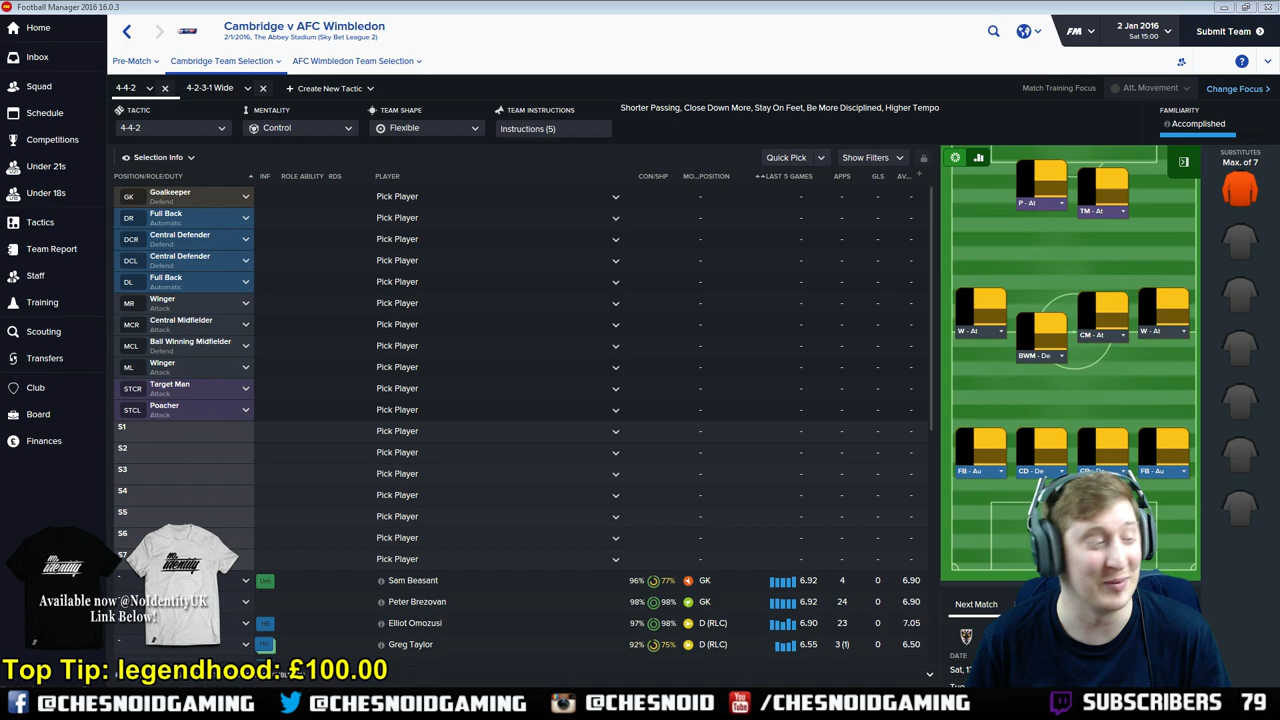 Football Manager 2016 16.0.3
Home
Inbox
Squad
Schedule
Competitions
Under 21s
Under 18s
Tactics
Team Report
Staff
Training
Scouting
Transfers
Club
Board
Finances
Cambridge v AFC Wimbledon
2/1/2016, The Abbey Stadium (Sky Bet League 2)
FM
2 Jan 2016
Sat 15:00
Submit Team
Pre-Match
Cambridge Team Selection
AFC Wimbledon Team Selection
4-4-2
4-2-3-1 Wide
Create New Tactic
Match Training Focus
Att. Movement
Change Focus
TACTIC
4-4-2
MENTALITY
Control
TEAM SHAPE
Flexible
TEAM INSTRUCTIONS
Instructions (5)
Shorter Passing, Close Down More, Stay On Feet, Be More Disciplined, Higher Tempo
FAMILIARITY
Accomplished
Selection Info
Quick Pick
Show Filters
POSITION/ROLE/DUTY INF ROLE ABILITY RDS PLAYER CON/SHP MO... POSITION LAST 5 GAMES APPS GLS AV...
GK Goalkeeper Defend Pick Player - - - - -
DR Full Back Automatic Pick Player - - - - -
DCR Central Defender Defend Pick Player - - - - -
DCL Central Defender Defend Pick Player - - - - -
DL Full Back Automatic Pick Player - - - - -
MR Winger Attack Pick Player - - - - -
MCR Central Midfielder Attack Pick Player - - - - -
MCL Ball Winning Midfielder Defend Pick Player - - - - -
ML Winger Attack Pick Player - - - - -
STCR Target Man Attack Pick Player - - - - -
STCL Poacher Attack Pick Player - - - - -
S1 Pick Player - - - - -
S2 Pick Player - - - - -
S3 Pick Player - - - - -
S4 Pick Player - - - - -
S5 Pick Player - - - - -
S6 Pick Player - - - - -
S7 Pick Player - - - - -
- Unh Sam Beasant 96% 77% GK 6.92 4 0 6.90
Peter Brezovan 98% 98% GK 6.92 24 0 6.90
HG Elliot Omozusi 97% 98% D (RLC) 6.90 23 0 7.05
- HG Greg Taylor 92% 75% D (RLC) 6.55 3 (1) 0 6.50
SUBSTITUTES
Max. of 7
P - At
TM - At
W - At
BWM - De
CM - At
W - At
FB - Au
CD - De
FB - Au
Next Match
DATE
No. identity
No. identity
Available now @NoIdentityUK
Link Below!
Top Tip: legendhood: £100.00
@CHESNOIDGAMING
@CHESNOIDGAMING
@CHESNOID
/CHESNOIDGAMING
SUBSCRIBERS 79